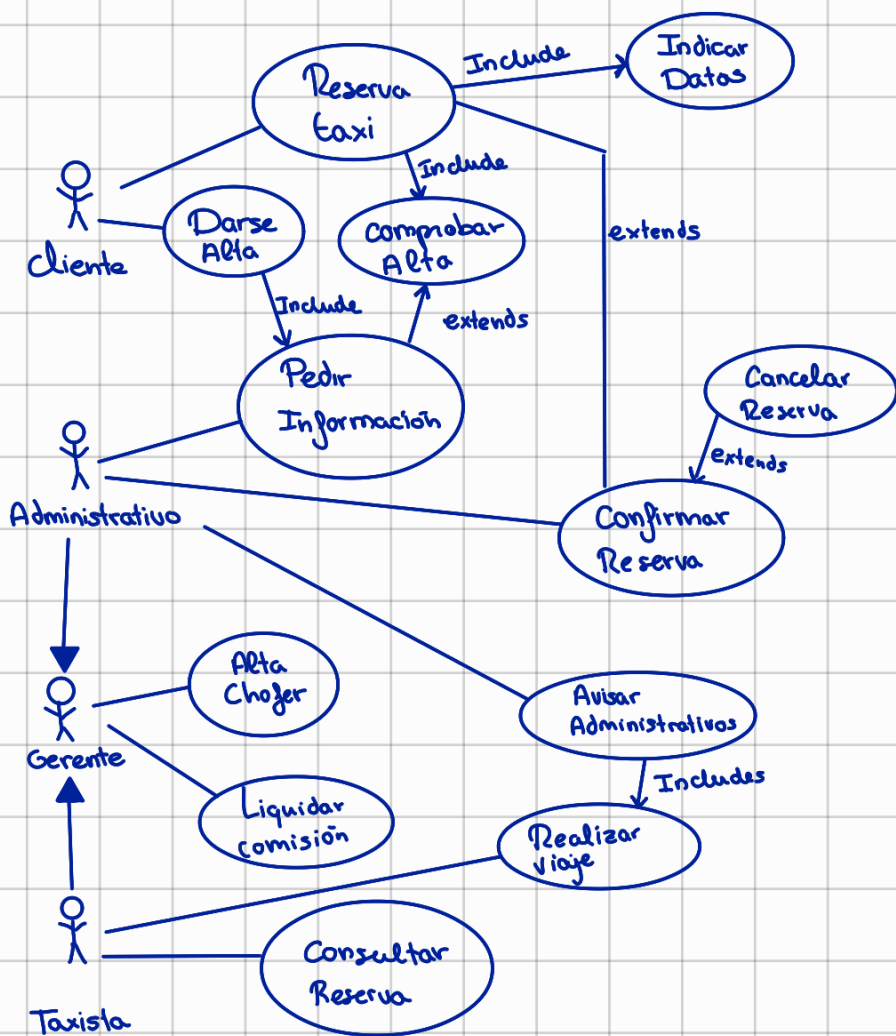 Reserva
taxi
Include
Indicar
Datos
Include
Cliente
Darse
Alta
Comprobar
Alta
extends
Include
extends
Pedir
Información
Cancelar
Reserva
extends
Administrativo
Confirmar
Reserva
Alta
Chofer
Gerente
Avisar
Administrativos
Includes
Liquidar
comisión
Realizar
viaje
Consultar
Reserva
Taxista